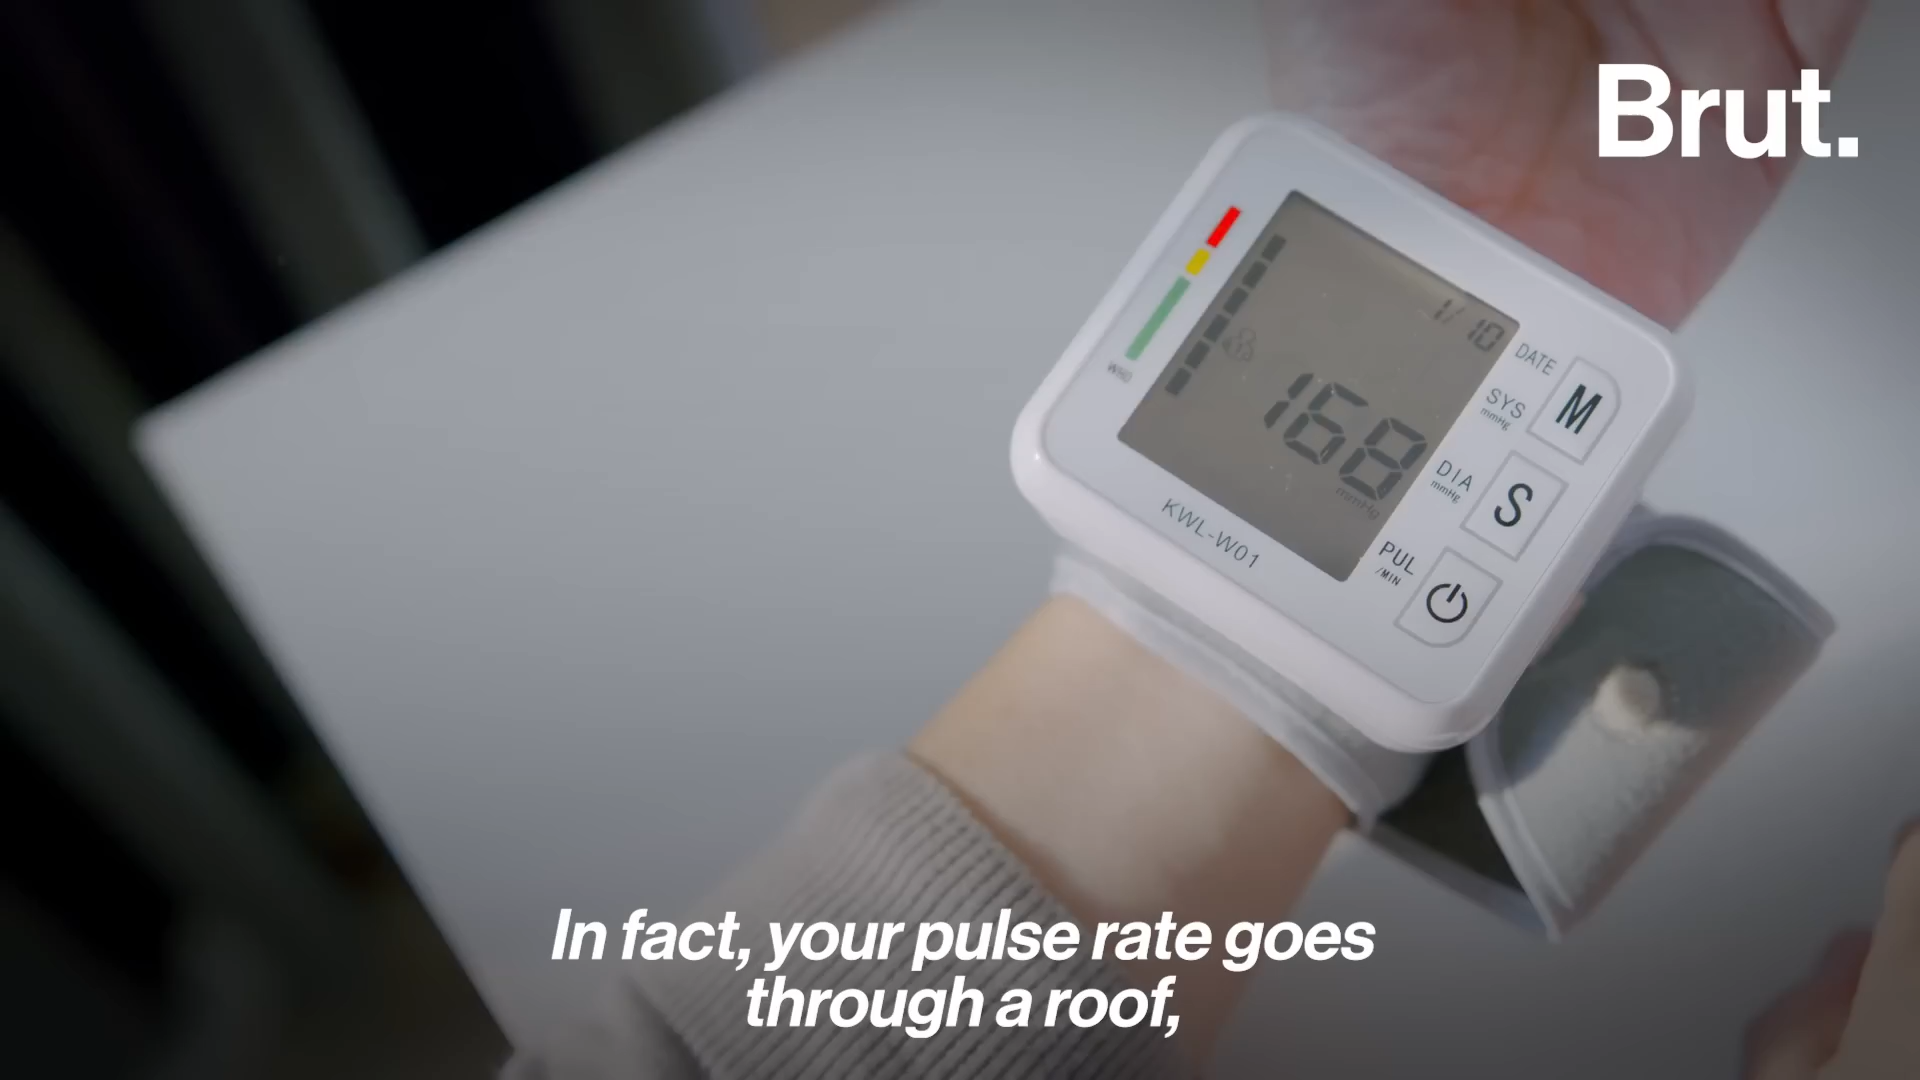 Brut.
1/10
DATE
M
SYS
mmHg
168
mmHg
DIA
mmHg
S
PUL
/MIN
WHO
KWL-W01
In fact, your pulse rate goes
through a roof,